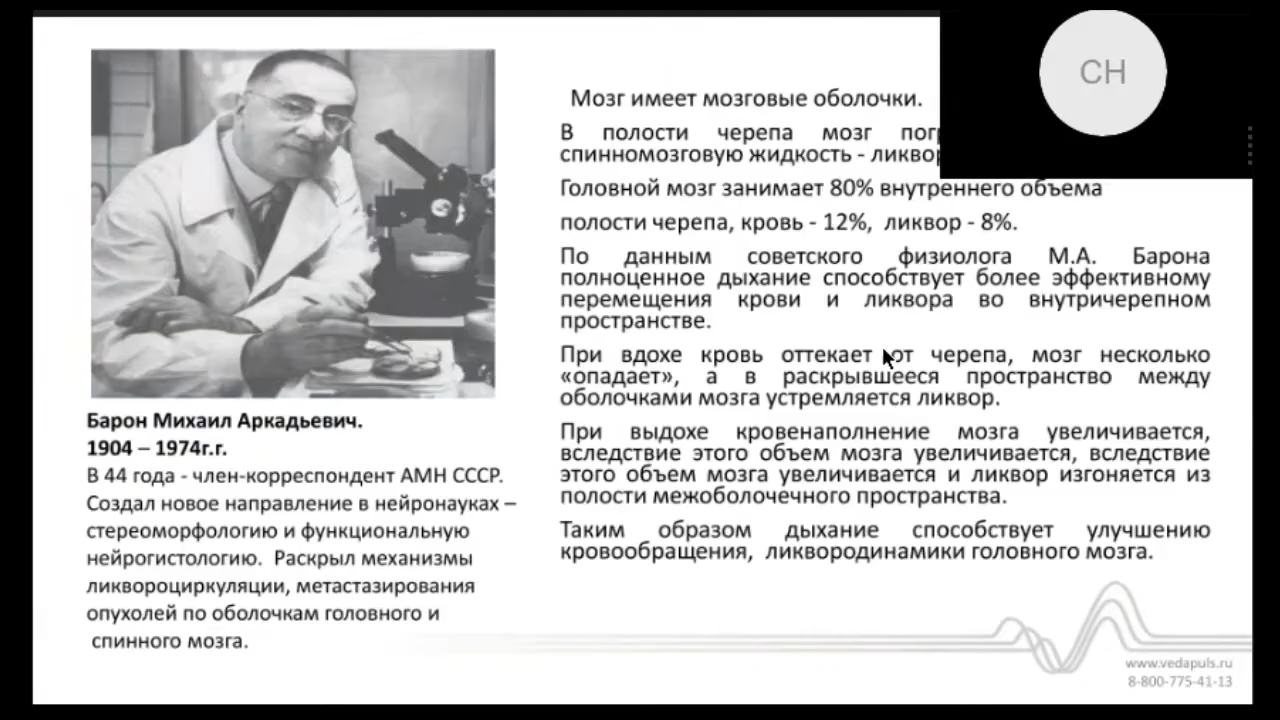 CH
Мозг имеет мозговые оболочки.
В полости черепа мозг
спинномозговую жидкость - ликвор
Головной мозг занимает 80% внутреннего объема
полости черепа, кровь - 12%, ликвор - 8%.
По данным советского физиолога М.А. Барона
полноценное дыхание способствует более эффективному
перемещения крови и ликвора во внутричерепном
пространстве.
При вдохе кровь оттекает от черепа, мозг несколько
«опадает», а в раскрывшееся пространство между
оболочками мозга устремляется ликвор.
При выдохе кровенаполнение мозга увеличивается,
вследствие этого объем мозга увеличивается, вследствие
этого объем мозга увеличивается и ликвор изгоняется из
полости межоболочечного пространства.
Таким образом дыхание способствует улучшению
кровообращения, ликвородинамики головного мозга.
Барон Михаил Аркадьевич.
1904 – 1974г.г.
В 44 года - член-корреспондент АМН СССР.
Создал новое направление в нейронауках –
стереоморфологию и функциональную
нейрогистологию. Раскрыл механизмы
ликвороциркуляции, метастазирования
опухолей по оболочкам головного и
спинного мозга.
www.vedapuls.ru
8-800-775-41-13